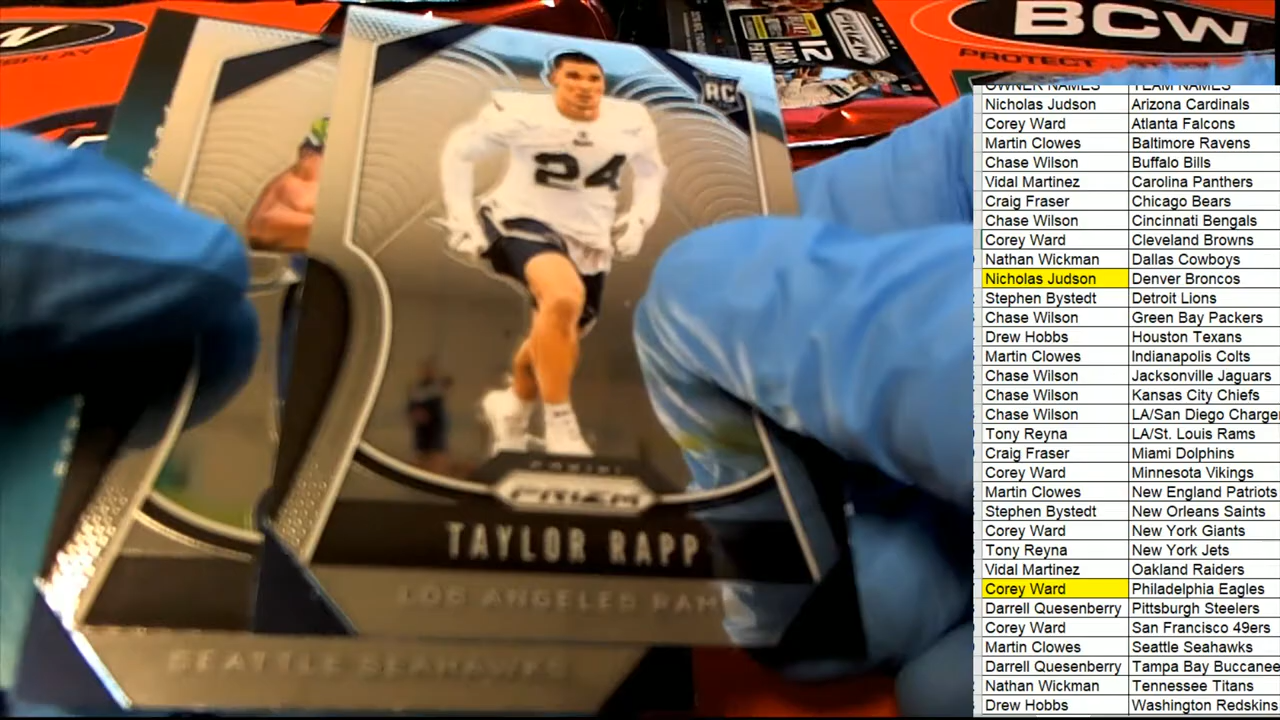 BCW
PROTECT
PANINI
PRIZM
12
CARDS
RC
24
PANINI
PRIZM
TAYLOR RAPP
SEATTLE SEAHAWKS
OWNER NAMES TEAM NAMES
Nicholas Judson Arizona Cardinals
Corey Ward Atlanta Falcons
Martin Clowes Baltimore Ravens
Chase Wilson Buffalo Bills
Vidal Martinez Carolina Panthers
Craig Fraser Chicago Bears
Chase Wilson Cincinnati Bengals
Corey Ward Cleveland Browns
Nathan Wickman Dallas Cowboys
Nicholas Judson Denver Broncos
Stephen Bystedt Detroit Lions
Chase Wilson Green Bay Packers
Drew Hobbs Houston Texans
Martin Clowes Indianapolis Colts
Chase Wilson Jacksonville Jaguars
Chase Wilson Kansas City Chiefs
Chase Wilson LA/San Diego Charge
Tony Reyna LA/St. Louis Rams
Craig Fraser Miami Dolphins
Corey Ward Minnesota Vikings
Martin Clowes New England Patriots
Stephen Bystedt New Orleans Saints
Corey Ward New York Giants
Tony Reyna New York Jets
Vidal Martinez Oakland Raiders
Corey Ward Philadelphia Eagles
Darrell Quesenberry Pittsburgh Steelers
Corey Ward San Francisco 49ers
Martin Clowes Seattle Seahawks
Darrell Quesenberry Tampa Bay Buccanee
Nathan Wickman Tennessee Titans
Drew Hobbs Washington Redskins